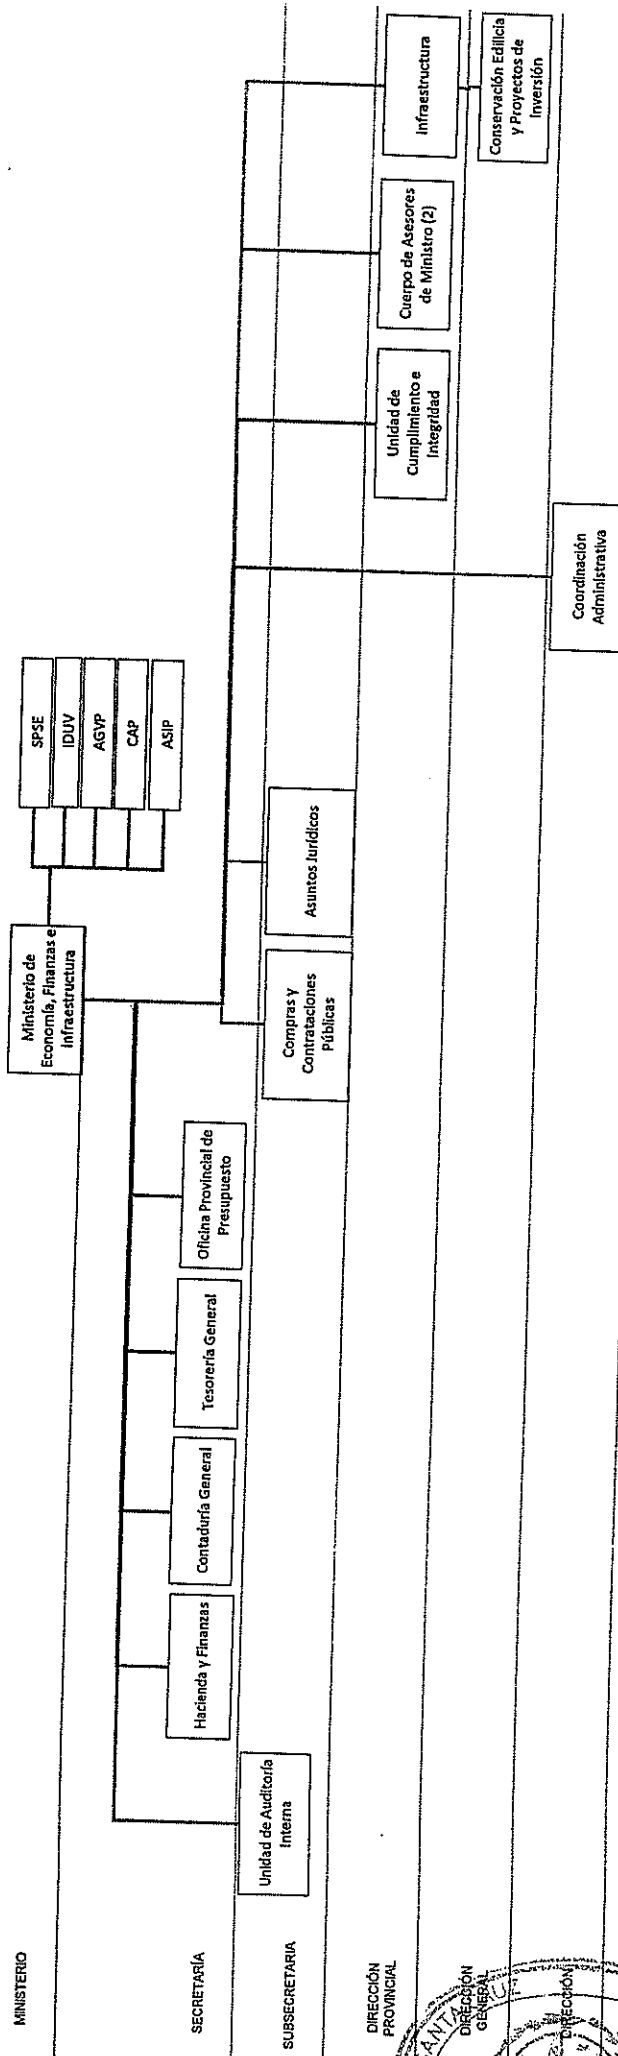 MINISTERIO
Ministerio de
Economía, Finanzas e
Infraestructura
SPSE
IDUV
AGVP
CAP
ASIP
SECRETARÍA
Hacienda y Finanzas
Contaduría General
Tesorería General
Oficina Provincial de
Presupuesto
SUBSECRETARIA
Unidad de Auditoría
Interna
Compras y
Contrataciones
Públicas
Asuntos Jurídicos
DIRECCIÓN
PROVINCIAL
Unidad de
Cumplimiento e
Integridad
Cuerpo de Asesores
de Ministro (2)
Infraestructura
DIRECCIÓN
GENERAL
Conservación Edilicia
y Proyectos de
Inversión
DIRECCIÓN
Coordinación
Administrativa
ANTA CRUZ